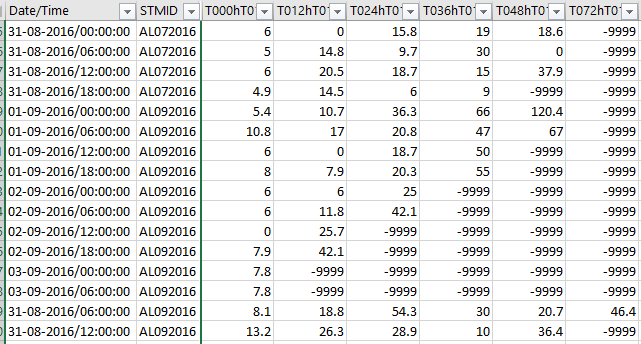 Date/Time STMID T000hT01 T012hT01 T024hT01 T036hT01 T048hT01 T072hT01
31-08-2016/00:00:00 AL072016 6 0 15.8 19 18.6 -9999
31-08-2016/06:00:00 AL072016 5 14.8 9.7 30 0 -9999
31-08-2016/12:00:00 AL072016 6 20.5 18.7 15 37.9 -9999
31-08-2016/18:00:00 AL072016 4.9 14.5 6 9 -9999 -9999
01-09-2016/00:00:00 AL092016 5.4 10.7 36.3 66 120.4 -9999
01-09-2016/06:00:00 AL092016 10.8 17 20.8 47 67 -9999
01-09-2016/12:00:00 AL092016 6 0 18.7 50 -9999 -9999
01-09-2016/18:00:00 AL092016 8 7.9 20.3 55 -9999 -9999
02-09-2016/00:00:00 AL092016 6 6 25 -9999 -9999 -9999
02-09-2016/06:00:00 AL092016 6 11.8 42.1 -9999 -9999 -9999
02-09-2016/12:00:00 AL092016 0 25.7 -9999 -9999 -9999 -9999
02-09-2016/18:00:00 AL092016 7.9 42.1 -9999 -9999 -9999 -9999
03-09-2016/00:00:00 AL092016 7.8 -9999 -9999 -9999 -9999 -9999
03-09-2016/06:00:00 AL092016 7.8 -9999 -9999 -9999 -9999 -9999
31-08-2016/06:00:00 AL092016 8.1 18.8 54.3 30 20.7 46.4
31-08-2016/12:00:00 AL092016 13.2 26.3 28.9 10 36.4 -9999